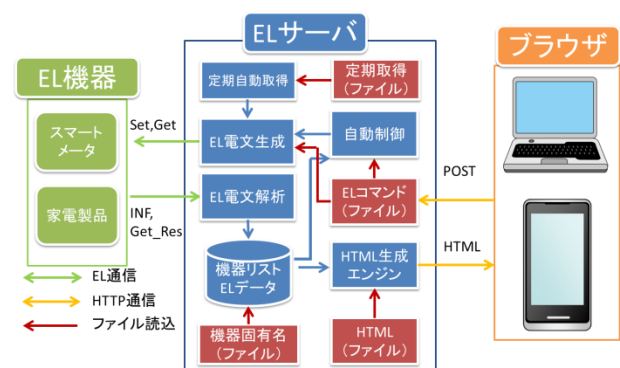 ELサーバ
ブラウザ
EL機器
定期自動取得
定期取得
(ファイル)
スマート
メータ
Set,Get
EL電文生成
自動制御
POST
家電製品
INF,
Get_Res
EL電文解析
ELコマンド
(ファイル)
HTML
機器リスト
ELデータ
HTML生成
エンジン
EL通信
HTTP通信
ファイル読込
機器固有名
(ファイル)
HTML
(ファイル)